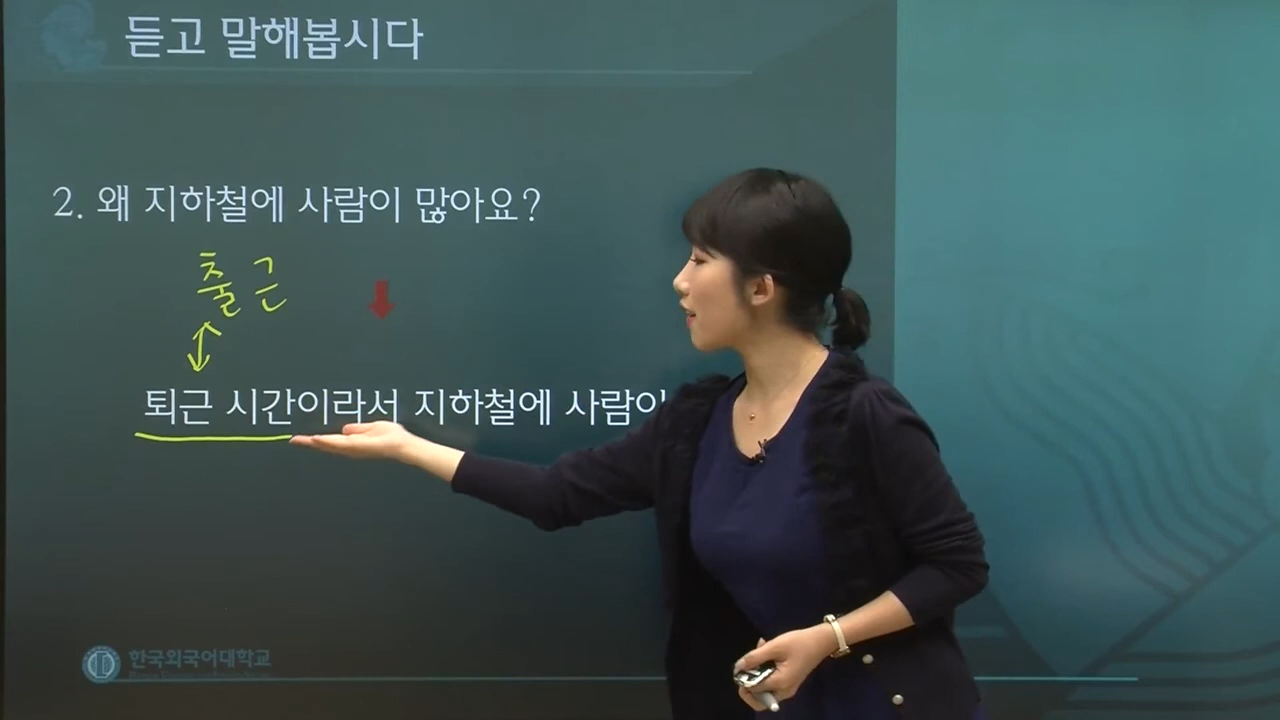 듣고 말해봅시다
2. 왜 지하철에 사람이 많아요?
출근
퇴근 시간이라서 지하철에 사람이
한국외국어대학교